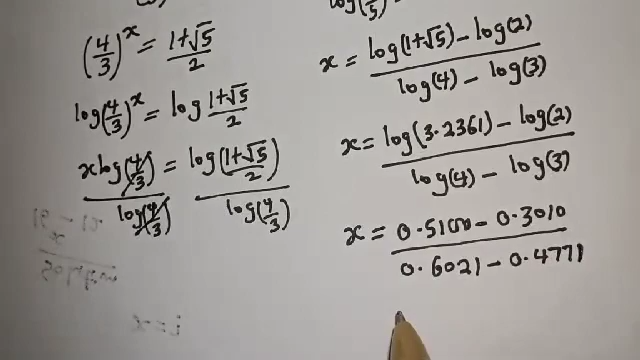 (4/3)^x = (1+√5)/2
log(4/3)^x = log (1+√5)/2
xlog(4/3)/log(4/3) = log((1+√5)/2)/log(4/3)
x = (log(1+√5) - log(2))/(log(4) - log(3))
x = (log(3.2361) - log(2))/(log(4) - log(3))
x = (0.5100 - 0.3010)/(0.6021 - 0.4771)